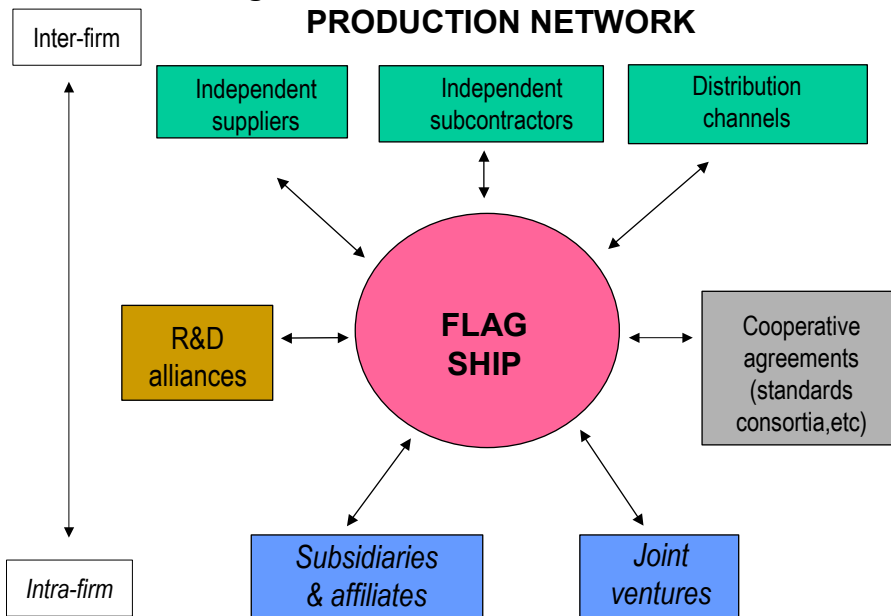 PRODUCTION NETWORK
Inter-firm
Independent
suppliers
Independent
subcontractors
Distribution
channels
R&D
alliances
FLAG
SHIP
Cooperative
agreements
(standards
consortia,etc)
Subsidiaries
& affiliates
Joint
ventures
Intra-firm